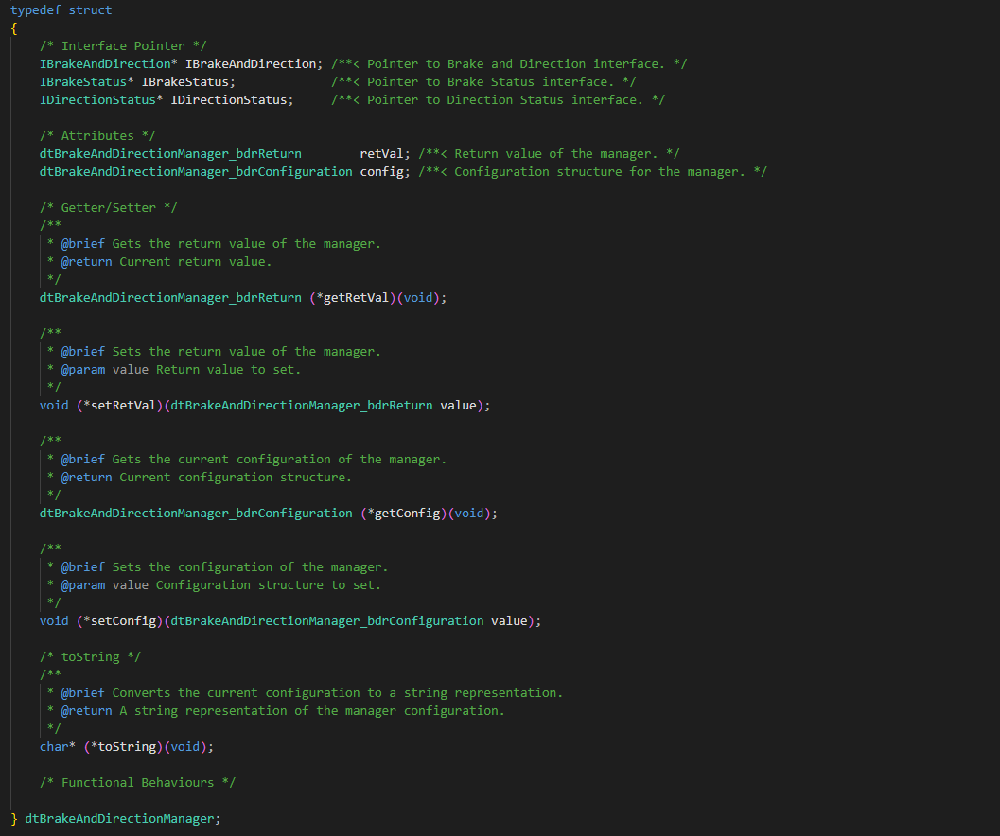 typedef struct
{
    /* Interface Pointer */
    IBrakeAndDirection* IBrakeAndDirection; /**< Pointer to Brake and Direction interface. */
    IBrakeStatus* IBrakeStatus;             /**< Pointer to Brake Status interface. */
    IDirectionStatus* IDirectionStatus;     /**< Pointer to Direction Status interface. */

    /* Attributes */
    dtBrakeAndDirectionManager_bdrReturn        retVal; /**< Return value of the manager. */
    dtBrakeAndDirectionManager_bdrConfiguration config; /**< Configuration structure for the manager. */

    /* Getter/Setter */
    /**
     * @brief Gets the return value of the manager.
     * @return Current return value.
     */
    dtBrakeAndDirectionManager_bdrReturn (*getRetVal)(void);

    /**
     * @brief Sets the return value of the manager.
     * @param value Return value to set.
     */
    void (*setRetVal)(dtBrakeAndDirectionManager_bdrReturn value);

    /**
     * @brief Gets the current configuration of the manager.
     * @return Current configuration structure.
     */
    dtBrakeAndDirectionManager_bdrConfiguration (*getConfig)(void);

    /**
     * @brief Sets the configuration of the manager.
     * @param value Configuration structure to set.
     */
    void (*setConfig)(dtBrakeAndDirectionManager_bdrConfiguration value);

    /* toString */
    /**
     * @brief Converts the current configuration to a string representation.
     * @return A string representation of the manager configuration.
     */
    char* (*toString)(void);

    /* Functional Behaviours */

} dtBrakeAndDirectionManager;